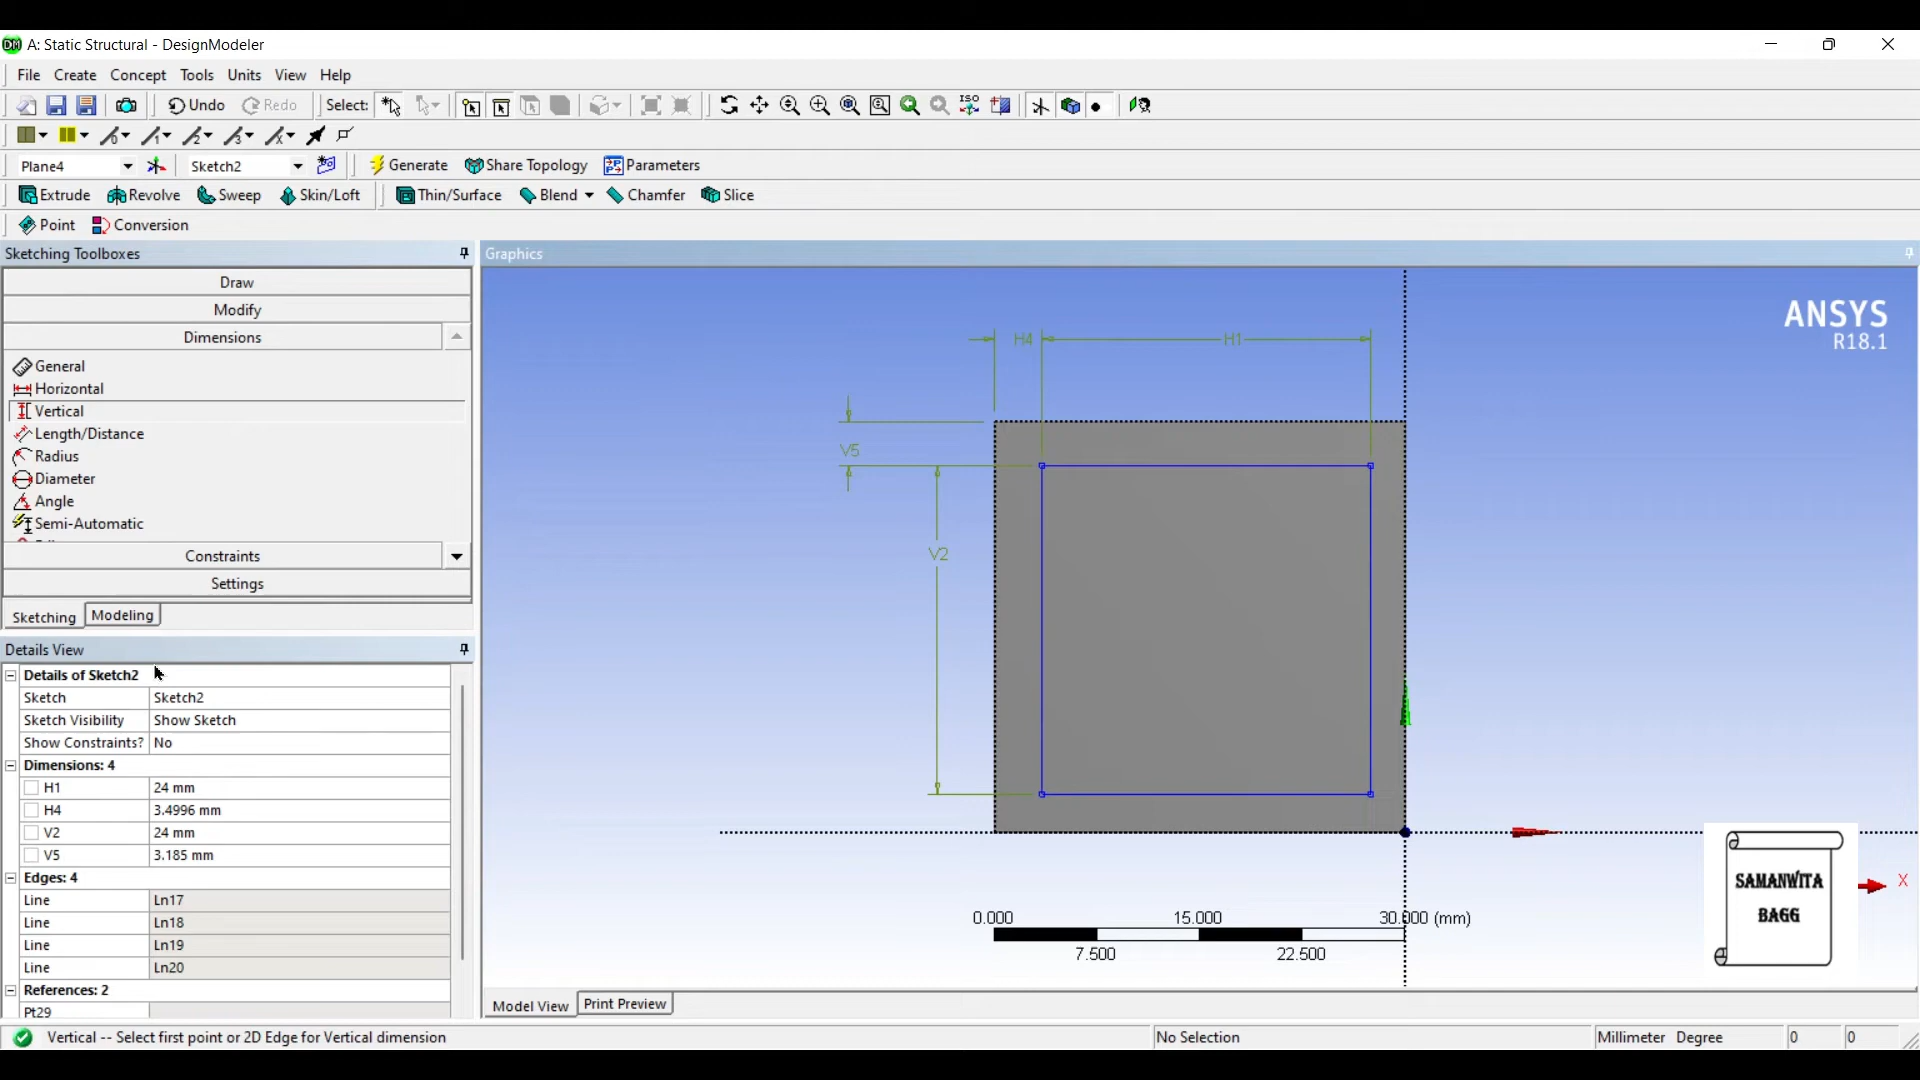 DM A: Static Structural - DesignModeler
File Create Concept Tools Units View Help
Undo Redo Select: ISO
Plane4 Sketch2 Generate Share Topology Parameters
Extrude Revolve Sweep Skin/Loft Thin/Surface Blend Chamfer Slice
Point Conversion
Sketching Toolboxes
Draw
Modify
Dimensions
General
Horizontal
Vertical
Length/Distance
Radius
Diameter
Angle
Semi-Automatic
Constraints
Settings
Sketching Modeling
Details View
Details of Sketch2
Sketch Sketch2
Sketch Visibility Show Sketch
Show Constraints? No
Dimensions: 4
H1 24 mm
H4 3.4996 mm
V2 24 mm
V5 3.185 mm
Edges: 4
Line Ln17
Line Ln18
Line Ln19
Line Ln20
References: 2
Pt29
Graphics
ANSYS
R18.1
H4 H1
V5
V2
0.000 15.000 30.000 (mm)
7.500 22.500
SAMANWITA
BAGG
X
Model View Print Preview
Vertical -- Select first point or 2D Edge for Vertical dimension No Selection Millimeter Degree 0 0